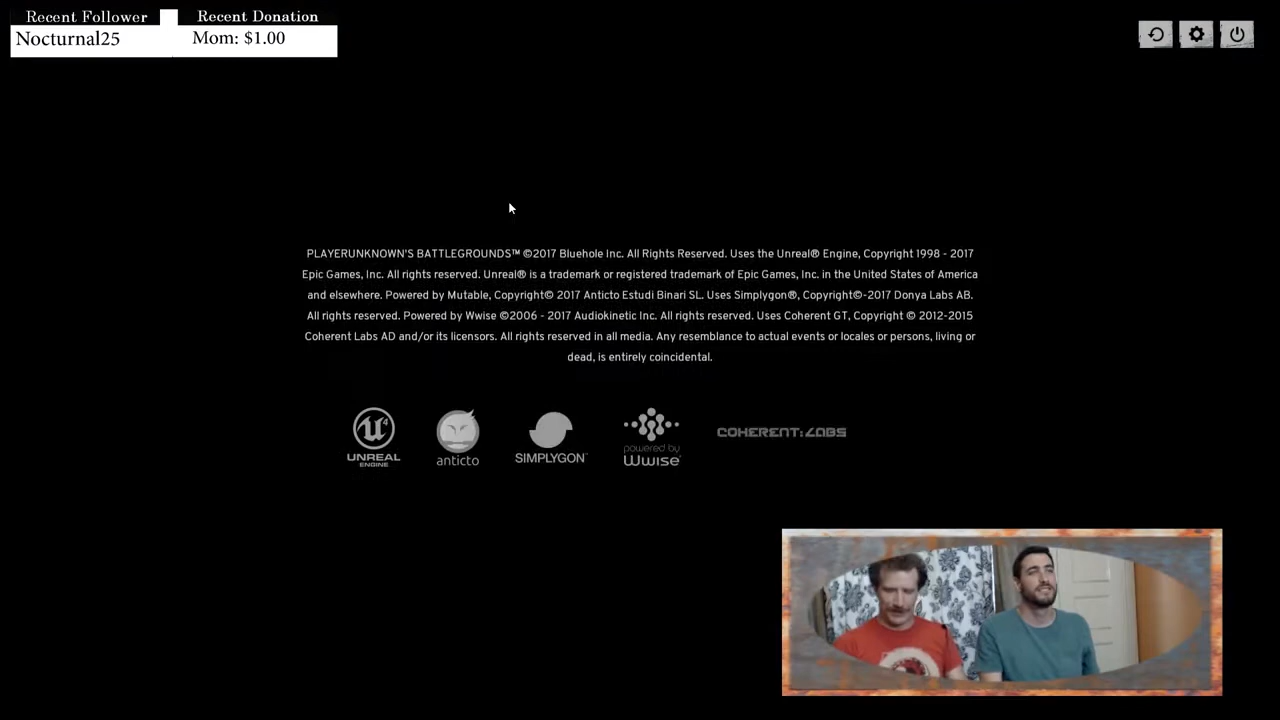 Recent Follower
Recent Donation
Nocturnal25
Mom: $1.00
PLAYERUNKNOWN'S BATTLEGROUNDS™ ©2017 Bluehole Inc. All Rights Reserved. Uses the Unreal® Engine, Copyright 1998 - 2017
Epic Games, Inc. All rights reserved. Unreal® is a trademark or registered trademark of Epic Games, Inc. in the United States of America
and elsewhere. Powered by Mutable, Copyright© 2017 Anticto Estudi Binari SL. Uses Simplygon®, Copyright©-2017 Donya Labs AB.
All rights reserved. Powered by Wwise ©2006 - 2017 Audiokinetic Inc. All rights reserved. Uses Coherent GT, Copyright © 2012-2015
Coherent Labs AD and/or its licensors. All rights reserved in all media. Any resemblance to actual events or locales or persons, living or
dead, is entirely coincidental.
4
UNREAL
ENGINE
anticto
SIMPLYGON
powered by
Wwise
COHERENT:LABS